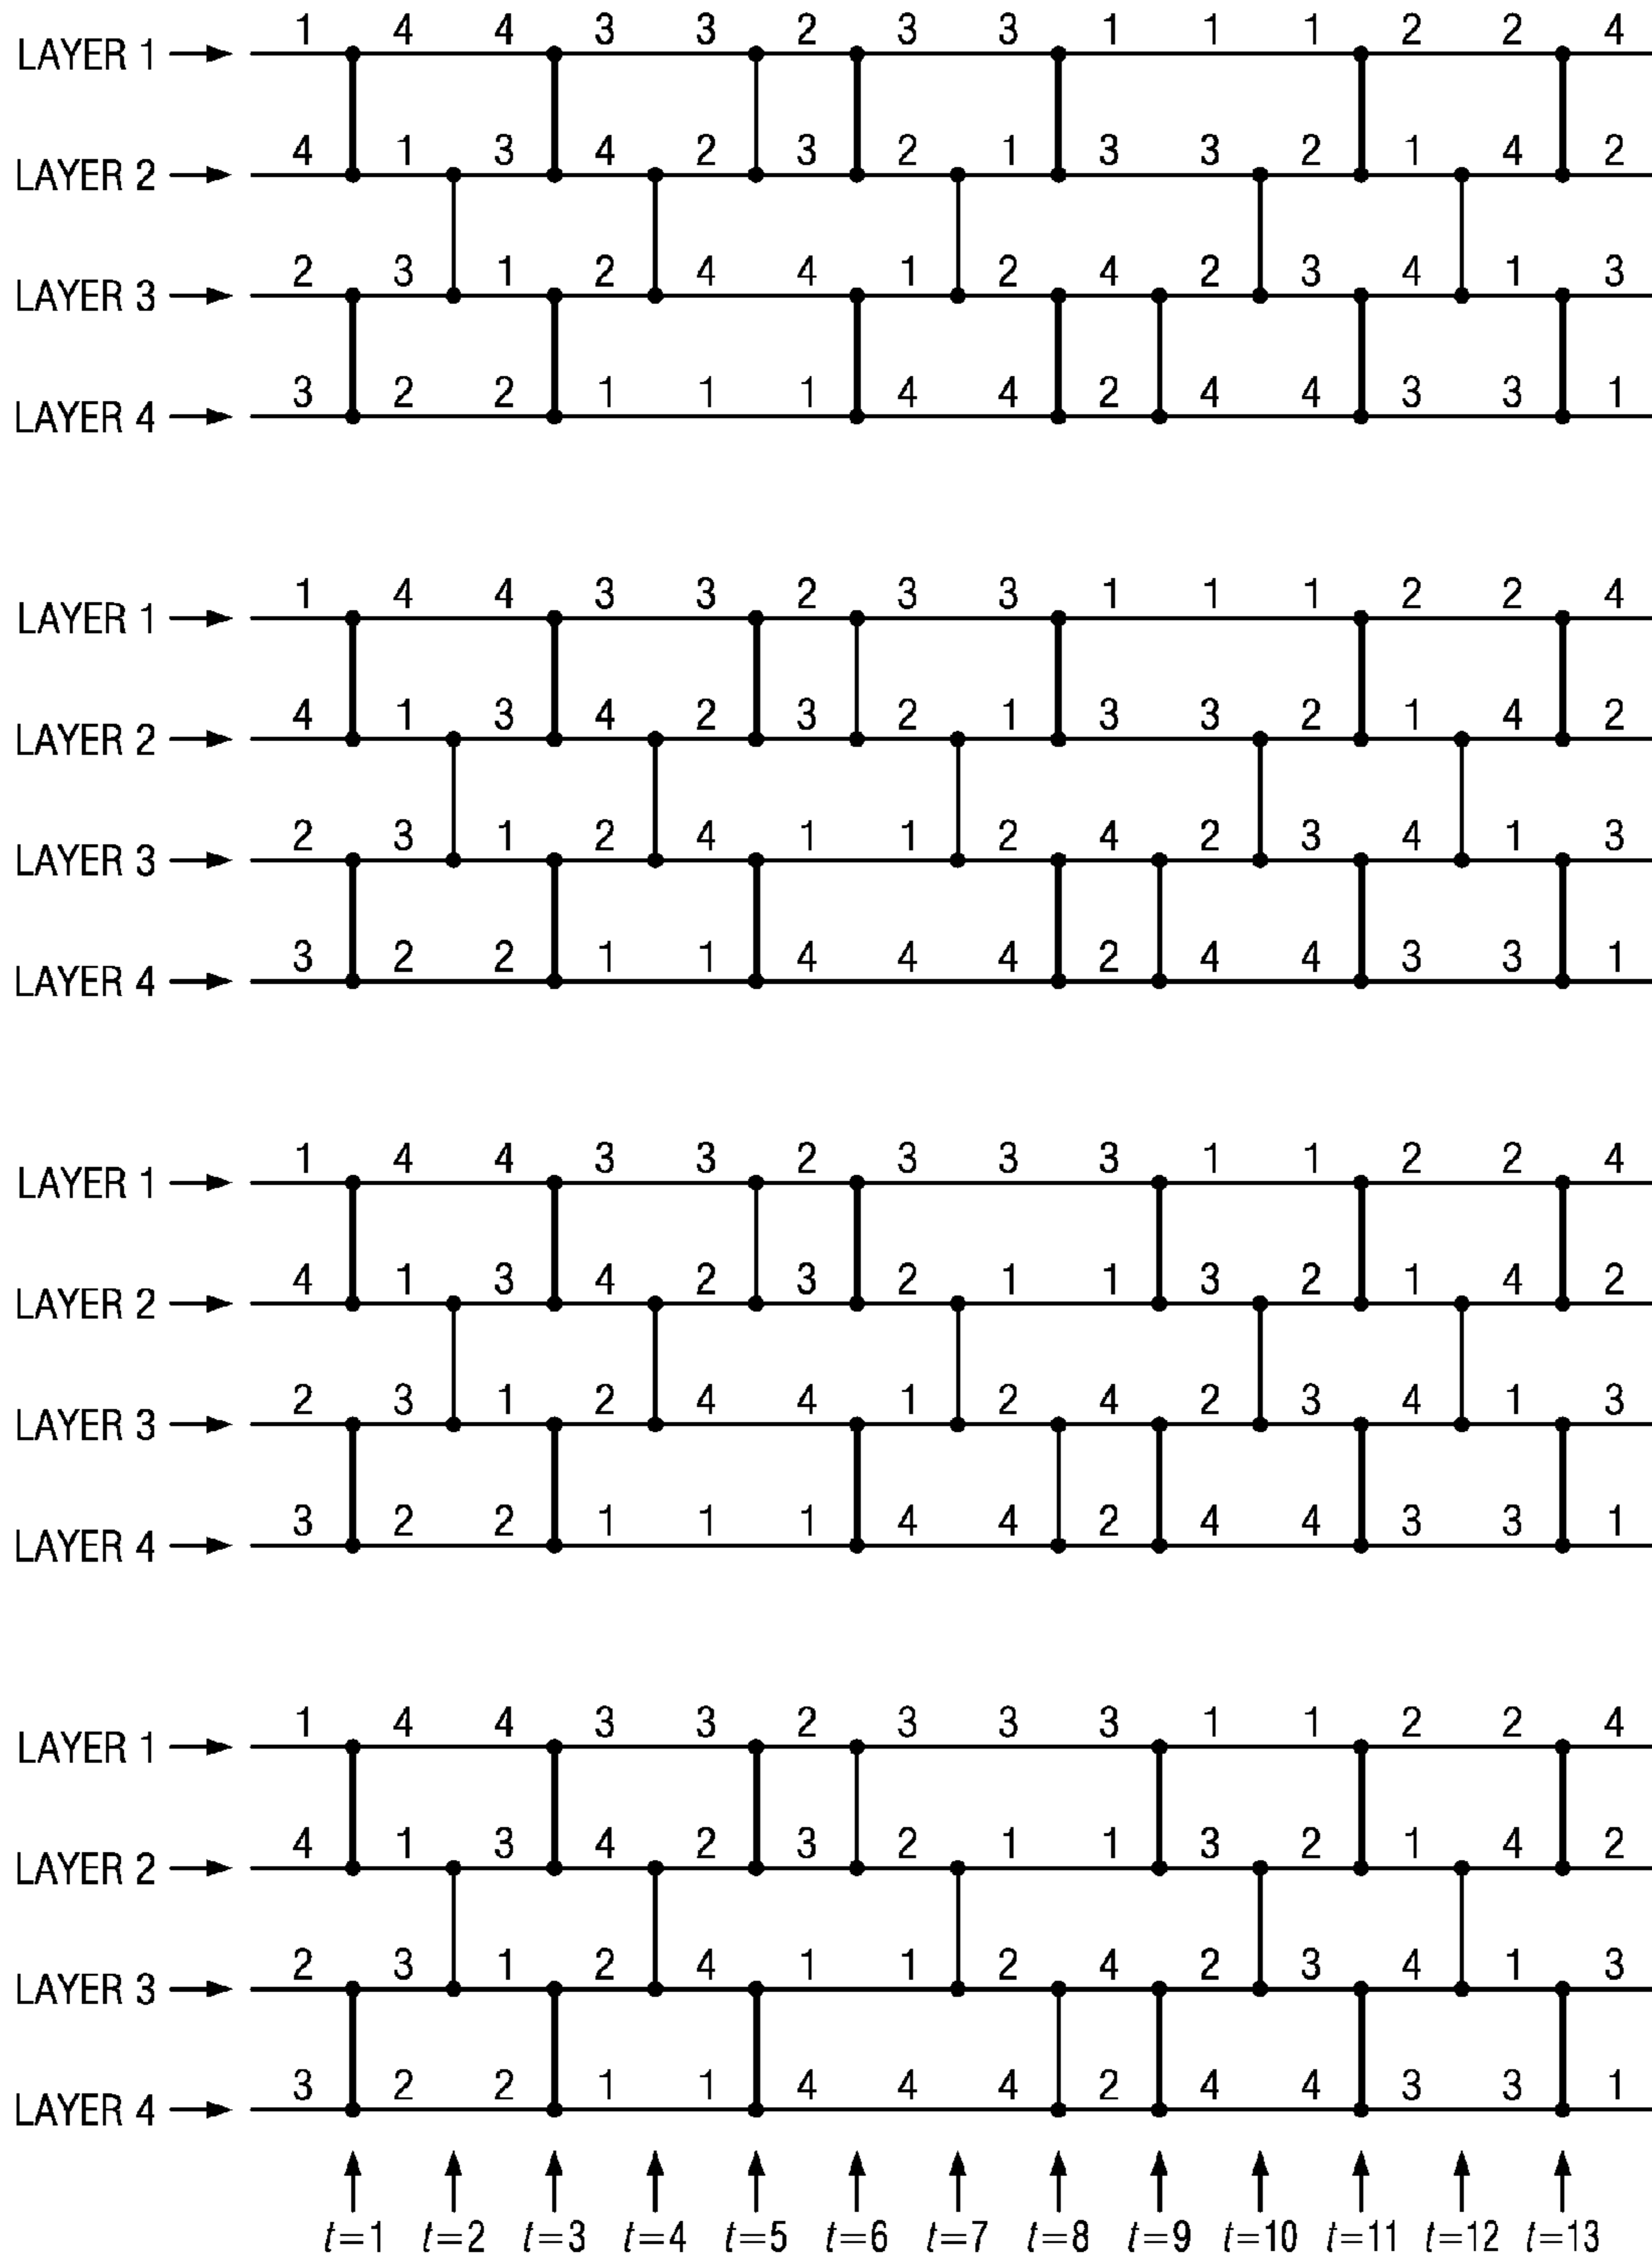 1 4 4 3 3 2 3 3 1 1 1 2 2 4
LAYER 1
4 1 3 4 2 3 2 1 3 3 2 1 4 2
LAYER 2
2 3 1 2 4 4 1 2 4 2 3 4 1 3
LAYER 3
3 2 2 1 1 1 4 4 2 4 4 3 3 1
LAYER 4
1 4 4 3 3 2 3 3 1 1 1 2 2 4
LAYER 1
4 1 3 4 2 3 2 1 3 3 2 1 4 2
LAYER 2
2 3 1 2 4 1 1 2 4 2 3 4 1 3
LAYER 3
3 2 2 1 1 4 4 4 2 4 4 3 3 1
LAYER 4
1 4 4 3 3 2 3 3 3 1 1 2 2 4
LAYER 1
4 1 3 4 2 3 2 1 1 3 2 1 4 2
LAYER 2
2 3 1 2 4 4 1 2 4 2 3 4 1 3
LAYER 3
3 2 2 1 1 1 4 4 2 4 4 3 3 1
LAYER 4
1 4 4 3 3 2 3 3 3 1 1 2 2 4
LAYER 1
4 1 3 4 2 3 2 1 1 3 2 1 4 2
LAYER 2
2 3 1 2 4 1 1 2 4 2 3 4 1 3
LAYER 3
3 2 2 1 1 4 4 4 2 4 4 3 3 1
LAYER 4
t=1 t=2 t=3 t=4 t=5 t=6 t=7 t=8 t=9 t=10 t=11 t=12 t=13